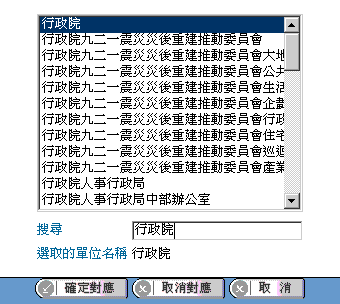 行政院
行政院九二一震災災後重建推動委員會
行政院九二一震災災後重建推動委員會大地
行政院九二一震災災後重建推動委員會公共
行政院九二一震災災後重建推動委員會生活
行政院九二一震災災後重建推動委員會企劃
行政院九二一震災災後重建推動委員會行政
行政院九二一震災災後重建推動委員會住宅
行政院九二一震災災後重建推動委員會巡迴
行政院九二一震災災後重建推動委員會產業
行政院人事行政局
行政院人事行政局中部辦公室
搜尋 行政院
選取的單位名稱 行政院
確定對應 取消對應 取 消